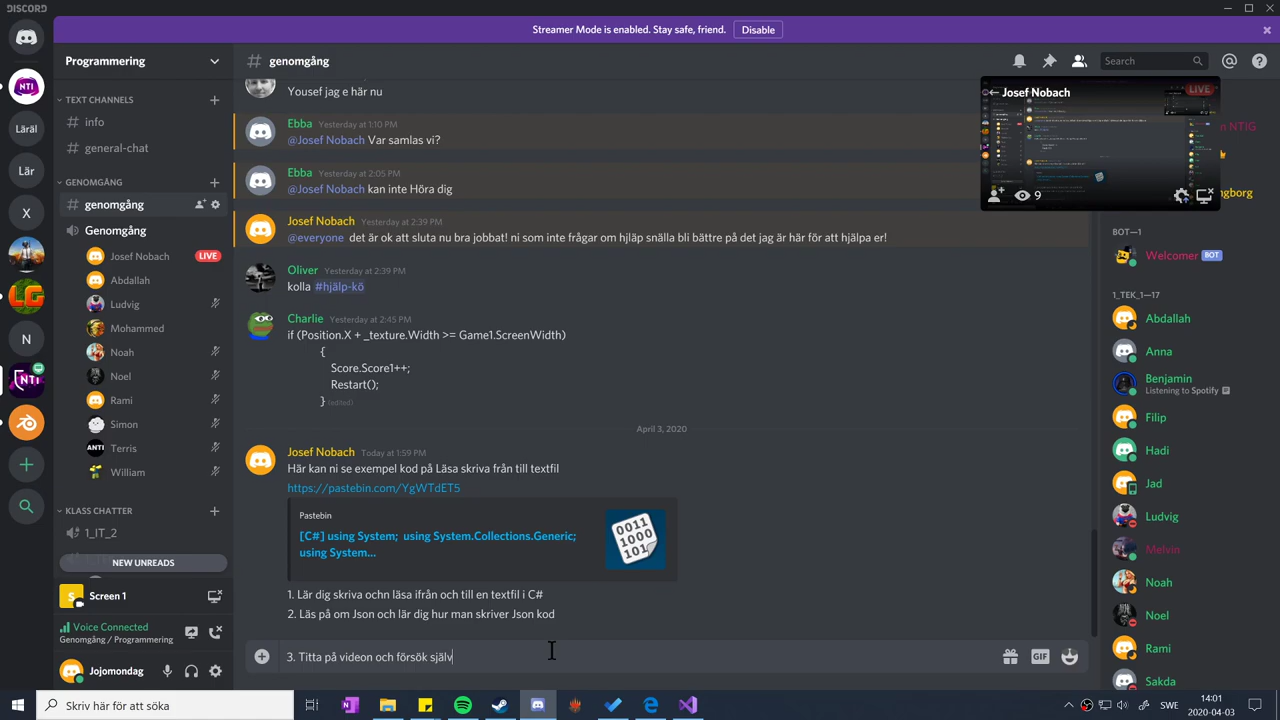 DISCORD
Streamer Mode is enabled. Stay safe, friend.
Disable
Programmering
genomgång
Search
TEXT CHANNELS
info
general-chat
GENOMGÅNG
genomgång
Genomgång
Josef Nobach
LIVE
Abdallah
Ludvig
Mohammed
Noah
Noel
Rami
Simon
Terris
William
KLASS CHATTER
1_IT_2
NEW UNREADS
Screen 1
Voice Connected
Genomgång / Programmering
Jojomondag
NTI
Läräl
Lär
X
N
NTI
ANTI
Yousef jag e här nu
Ebba Yesterday at 1:10 PM
@Josef Nobach Var samlas vi?
Ebba Yesterday at 2:05 PM
@Josef Nobach kan inte Höra dig
Josef Nobach Yesterday at 2:39 PM
@everyone det är ok att sluta nu bra jobbat! ni som inte frågar om hjläp snälla bli bättre på det jag är här för att hjälpa er!
Oliver Yesterday at 2:39 PM
kolla #hjälp-kö
Charlie Yesterday at 2:45 PM
if (Position.X + _texture.Width >= Game1.ScreenWidth)
{
Score.Score1++;
Restart();
} (edited)
April 3, 2020
Josef Nobach Today at 1:59 PM
Här kan ni se exempel kod på Läsa skriva från till textfil
https://pastebin.com/YgWTdET5
Pastebin
[C#] using System; using System.Collections.Generic;
using System...
0011
1000
101
1. Lär dig skriva ochn läsa ifrån och till en textfil i C#
2. Läs på om Json och lär dig hur man skriver Json kod
3. Titta på videon och försök själv
GIF
Josef Nobach
LIVE
9
NTIG
ngborg
BOT—1
Welcomer BOT
1_TEK_1—17
Abdallah
Anna
Benjamin
Listening to Spotify
Filip
Hadi
Jad
Ludvig
Melvin
Noah
Noel
Rami
Sakda
Skriv här för att söka
SWE
14:01
2020-04-03